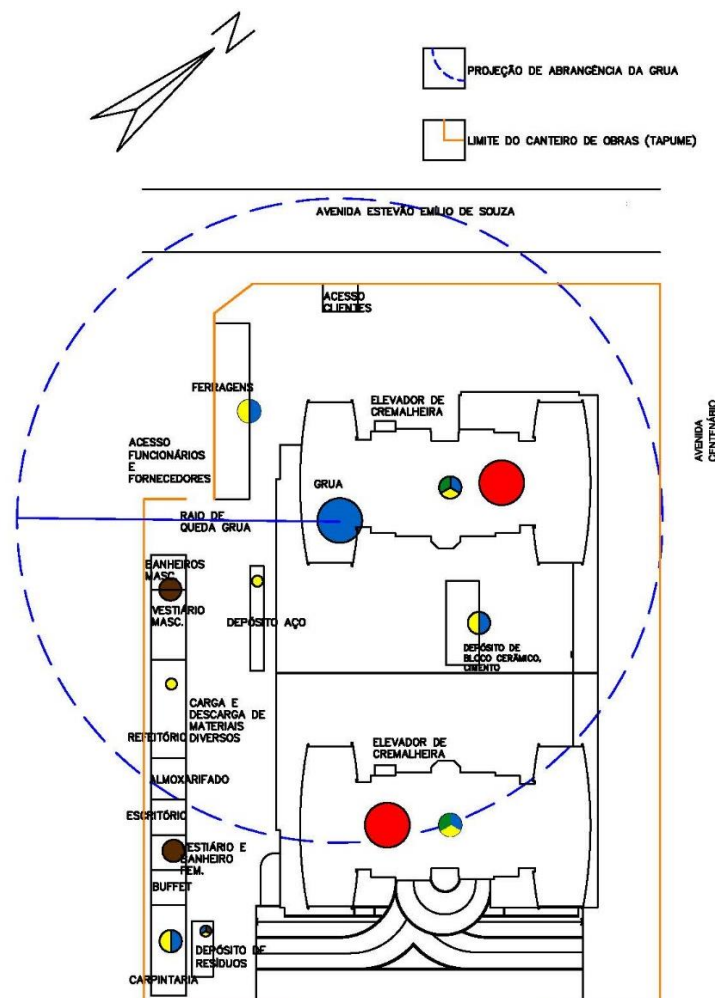 N
PROJEÇÃO DE ABRANGÊNCIA DA GRUA
LIMITE DO CANTEIRO DE OBRAS (TAPUME)
AVENIDA ESTEVÃO EMÍLIO DE SOUZA
ACESSO
CLIENTES
FERRAGENS
ELEVADOR DE
CREMALHEIRA
AVENIDA
CENTENÁRIO
ACESSO
FUNCIONÁRIOS
E
FORNECEDORES
GRUA
RAIO DE
QUEDA GRUA
BANHEIROS
MASC.
VESTIÁRIO
MASC.
DEPÓSITO AÇO
DEPÓSITO DE
BLOCO CERÂMICO,
CIMENTO
CARGA E
DESCARGA DE
MATERIAIS
DIVERSOS
REFEITÓRIO
ELEVADOR DE
CREMALHEIRA
ALMOXARIFADO
ESCRITÓRIO
VESTIÁRIO E
BANHEIRO
FEM.
BUFFET
DEPÓSITO DE
RESÍDUOS
CARPINTARIA